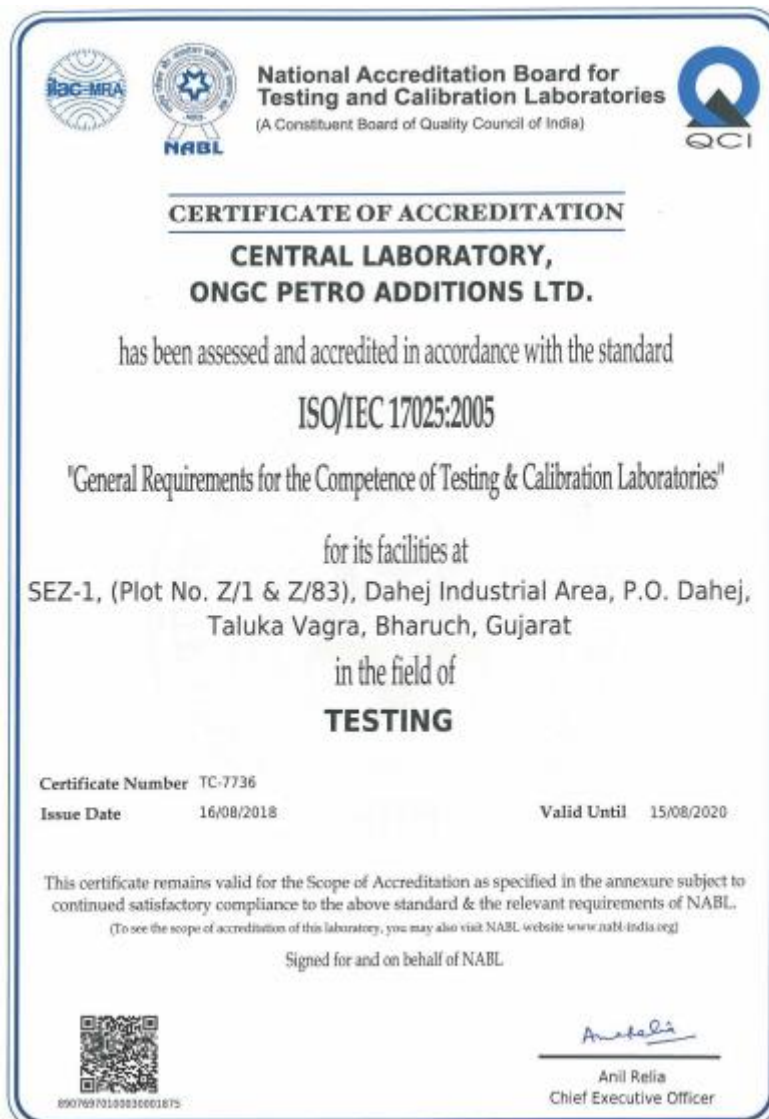 ilac-MRA
NABL
National Accreditation Board for
Testing and Calibration Laboratories
(A Constituent Board of Quality Council of India)
QCI
CERTIFICATE OF ACCREDITATION
CENTRAL LABORATORY,
ONGC PETRO ADDITIONS LTD.
has been assessed and accredited in accordance with the standard
ISO/IEC 17025:2005
"General Requirements for the Competence of Testing & Calibration Laboratories"
for its facilities at
SEZ-1, (Plot No. Z/1 & Z/83), Dahej Industrial Area, P.O. Dahej,
Taluka Vagra, Bharuch, Gujarat
in the field of
TESTING
Certificate Number TC-7736
Issue Date 16/08/2018 Valid Until 15/08/2020
This certificate remains valid for the Scope of Accreditation as specified in the annexure subject to
continued satisfactory compliance to the above standard & the relevant requirements of NABL.
(To see the scope of accreditation of this laboratory, you may also visit NABL website www.nabl-india.org)
Signed for and on behalf of NABL
Anil Relia
Chief Executive Officer
89076970100030001875